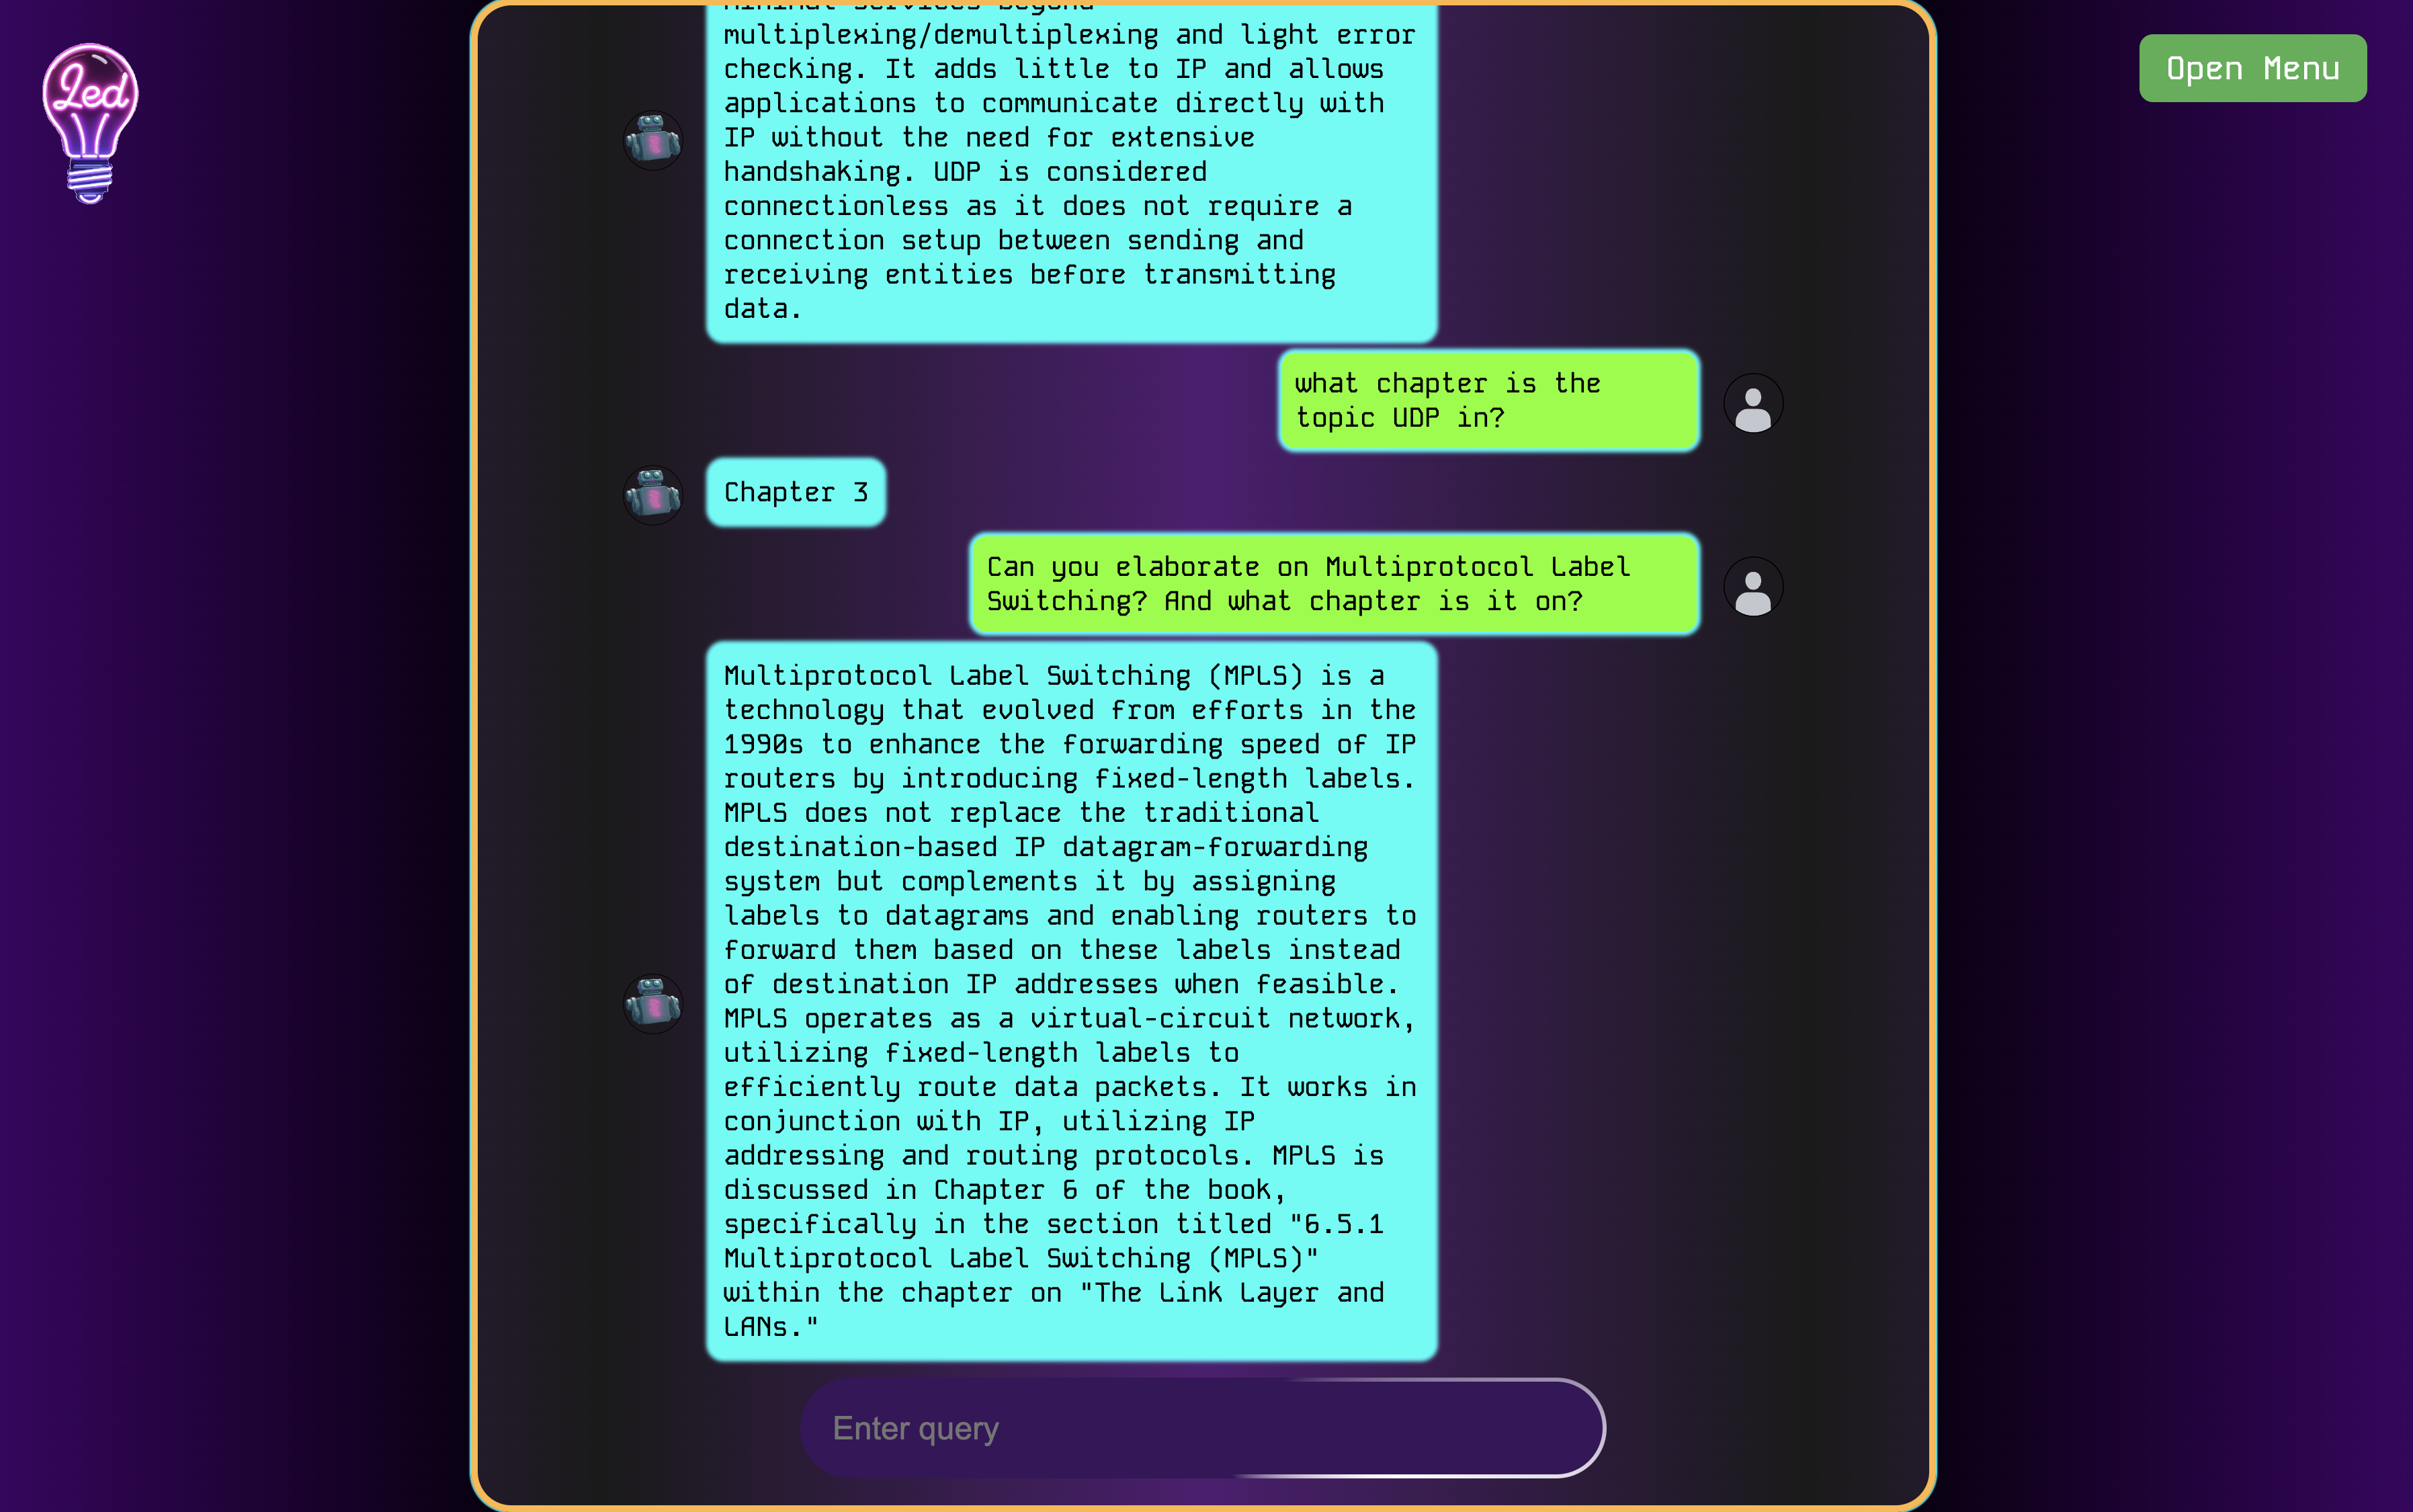 Led
Open Menu
minimal services beyond
multiplexing/demultiplexing and light error
checking. It adds little to IP and allows
applications to communicate directly with
IP without the need for extensive
handshaking. UDP is considered
connectionless as it does not require a
connection setup between sending and
receiving entities before transmitting
data.
what chapter is the
topic UDP in?
Chapter 3
Can you elaborate on Multiprotocol Label
Switching? And what chapter is it on?
Multiprotocol Label Switching (MPLS) is a
technology that evolved from efforts in the
1990s to enhance the forwarding speed of IP
routers by introducing fixed-length labels.
MPLS does not replace the traditional
destination-based IP datagram-forwarding
system but complements it by assigning
labels to datagrams and enabling routers to
forward them based on these labels instead
of destination IP addresses when feasible.
MPLS operates as a virtual-circuit network,
utilizing fixed-length labels to
efficiently route data packets. It works in
conjunction with IP, utilizing IP
addressing and routing protocols. MPLS is
discussed in Chapter 6 of the book,
specifically in the section titled "6.5.1
Multiprotocol Label Switching (MPLS)"
within the chapter on "The Link Layer and
LANs."
Enter query